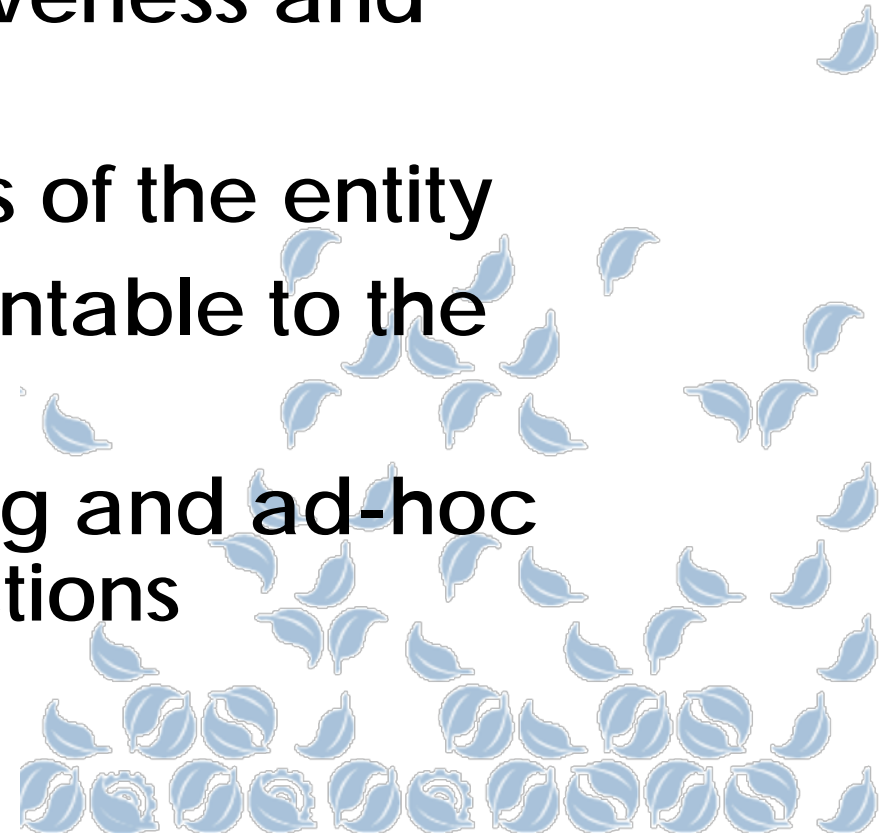 veness and
s of the entity
ntable to the
g and ad-hoc
tions